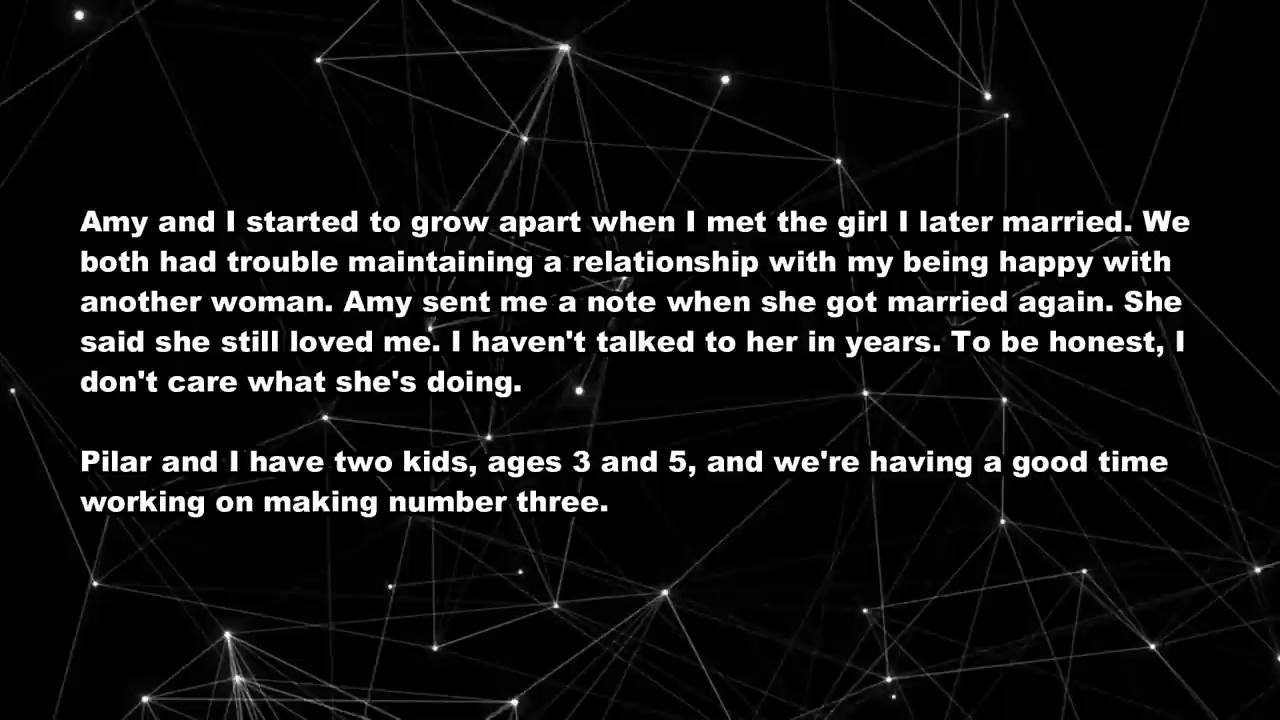 Amy and I started to grow apart when I met the girl I later married. We
both had trouble maintaining a relationship with my being happy with
another woman. Amy sent me a note when she got married again. She
said she still loved me. I haven't talked to her in years. To be honest, I
don't care what she's doing.
Pilar and I have two kids, ages 3 and 5, and we're having a good time
working on making number three.